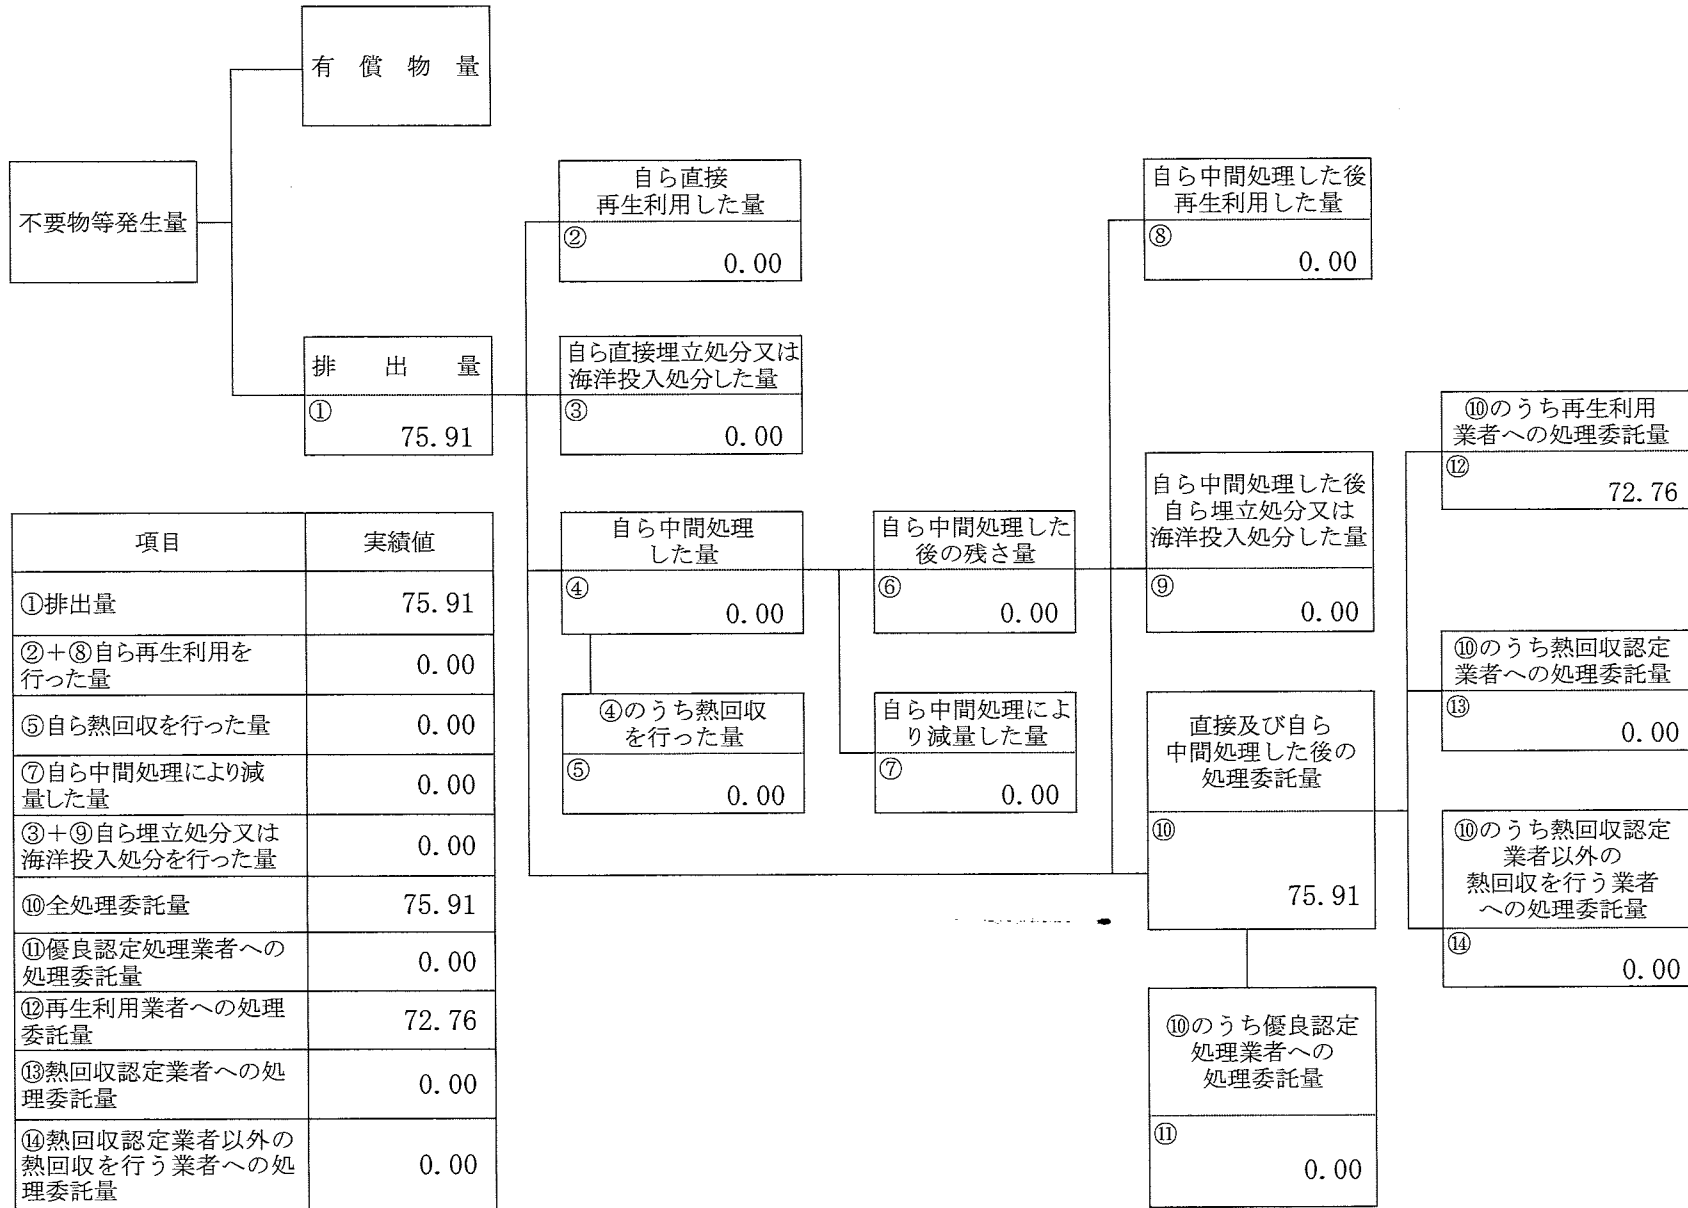 有償物量
不要物等発生量
排出量
①
75.91
自ら直接
再生利用した量
②
0.00
自ら直接埋立処分又は
海洋投入処分した量
③
0.00
自ら中間処理
した量
④
0.00
④のうち熱回収
を行った量
⑤
0.00
自ら中間処理した
後の残さ量
⑥
0.00
自ら中間処理によ
り減量した量
⑦
0.00
自ら中間処理した後
再生利用した量
⑧
0.00
自ら中間処理した後
自ら埋立処分又は
海洋投入処分した量
⑨
0.00
直接及び自ら
中間処理した後の
処理委託量
⑩
75.91
⑩のうち優良認定
処理業者への
処理委託量
⑪
0.00
⑩のうち再生利用
業者への処理委託量
⑫
72.76
⑩のうち熱回収認定
業者への処理委託量
⑬
0.00
⑩のうち熱回収認定
業者以外の
熱回収を行う業者
への処理委託量
⑭
0.00
項目 実績値
①排出量 75.91
②+⑧自ら再生利用を
行った量 0.00
⑤自ら熱回収を行った量 0.00
⑦自ら中間処理により減
量した量 0.00
③+⑨自ら埋立処分又は
海洋投入処分を行った量 0.00
⑩全処理委託量 75.91
⑪優良認定処理業者への
処理委託量 0.00
⑫再生利用業者への処理
委託量 72.76
⑬熱回収認定業者への処
理委託量 0.00
⑭熱回収認定業者以外の
熱回収を行う業者への処
理委託量 0.00